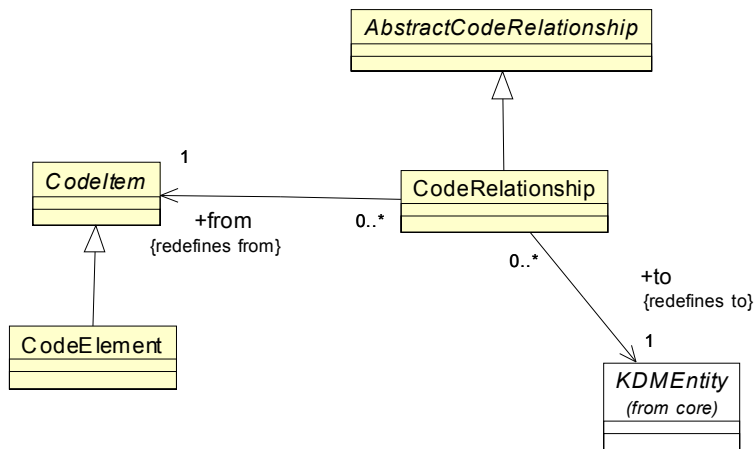 AbstractCodeRelationship
1
CodeItem
CodeRelationship
+from
0..*
{redefines from}
0..*
+to
{redefines to}
CodeElement
1
KDMEntity
(from core)